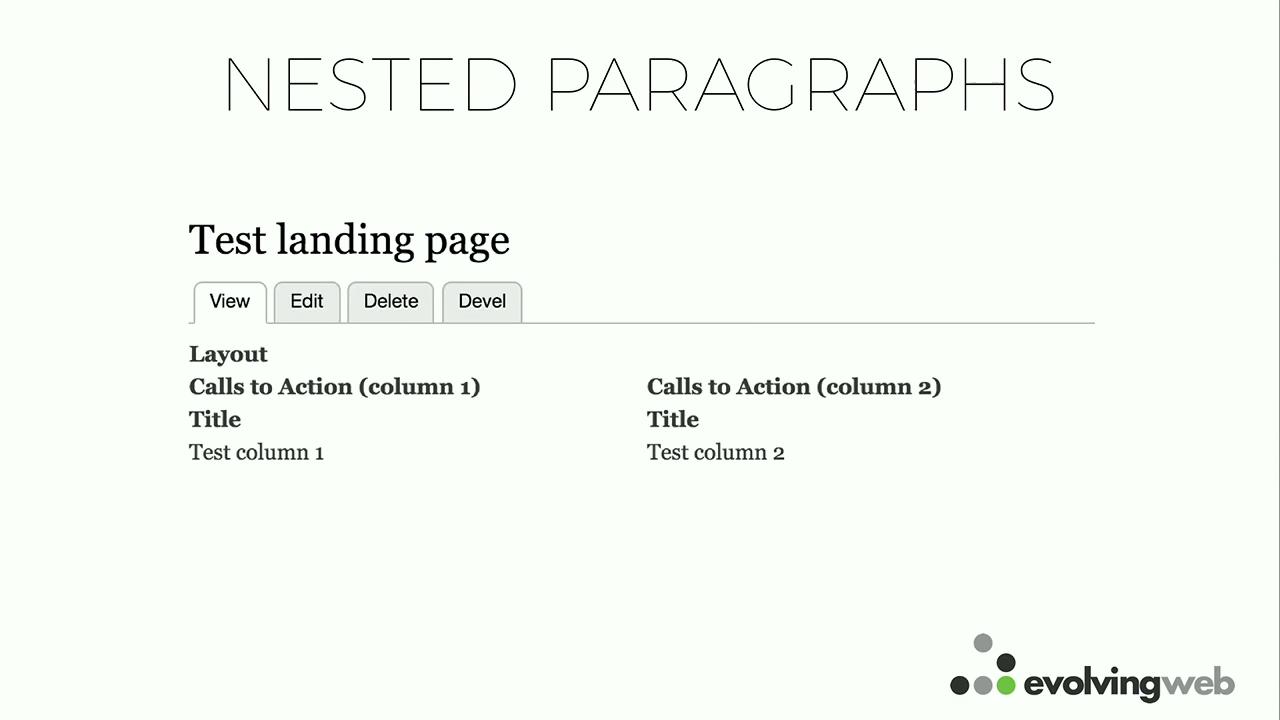 NESTED PARAGRAPHS
Test landing page
View Edit Delete Devel
Layout
Calls to Action (column 1) Calls to Action (column 2)
Title Title
Test column 1 Test column 2
evolvingweb